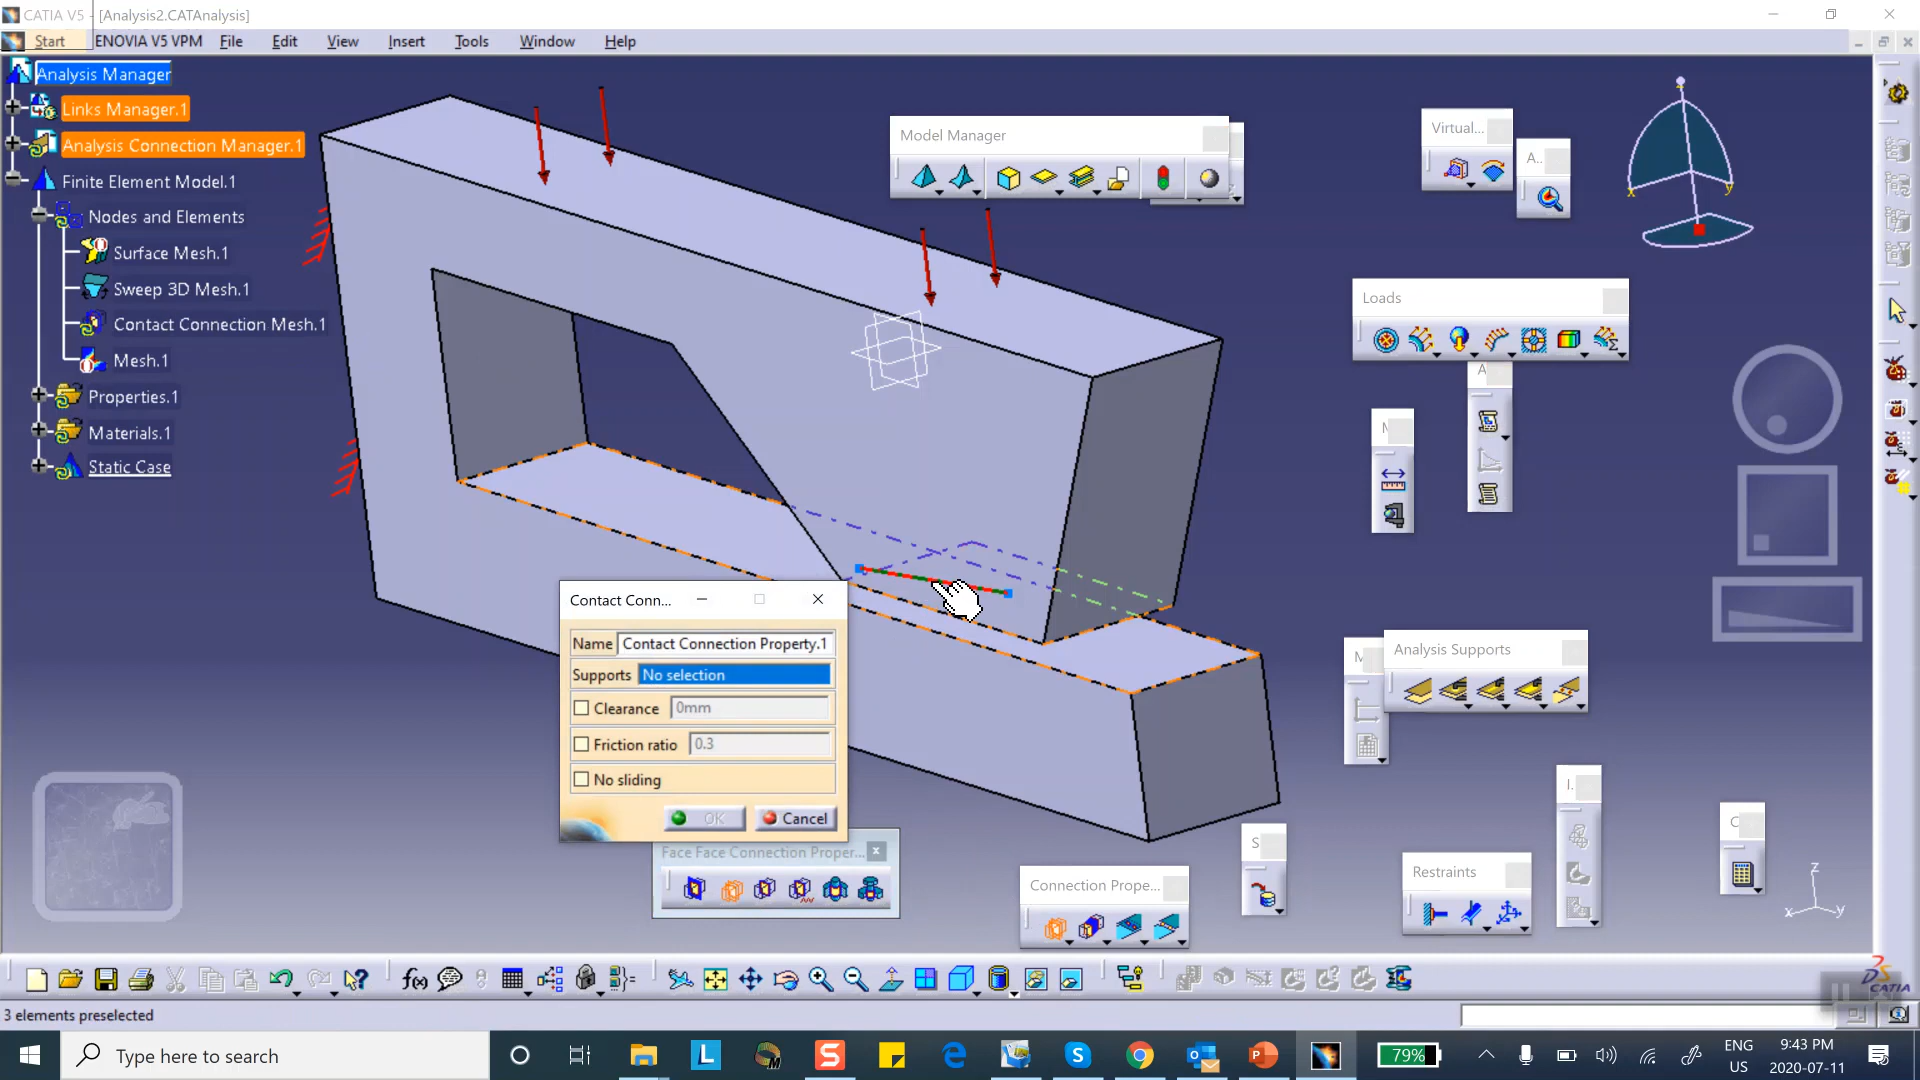 CATIA V5 - [Analysis2.CATAnalysis]
Start ENOVIA V5 VPM File Edit View Insert Tools Window Help
Analysis Manager
Links Manager.1
Analysis Connection Manager.1
Finite Element Model.1
Nodes and Elements
Surface Mesh.1
Sweep 3D Mesh.1
Contact Connection Mesh.1
Mesh.1
Properties.1
Materials.1
Static Case
Model Manager
Virtual...
A..
Loads
A
M
Analysis Supports
I.
S
C
Restraints
Connection Prope...
Face Face Connection Proper...
Contact Conn...
Name Contact Connection Property.1
Supports No selection
Clearance 0mm
Friction ratio 0.3
No sliding
OK Cancel
z
x y
f(x)
CATIA
3 elements preselected
Type here to search
79%
ENG
US
9:43 PM
2020-07-11